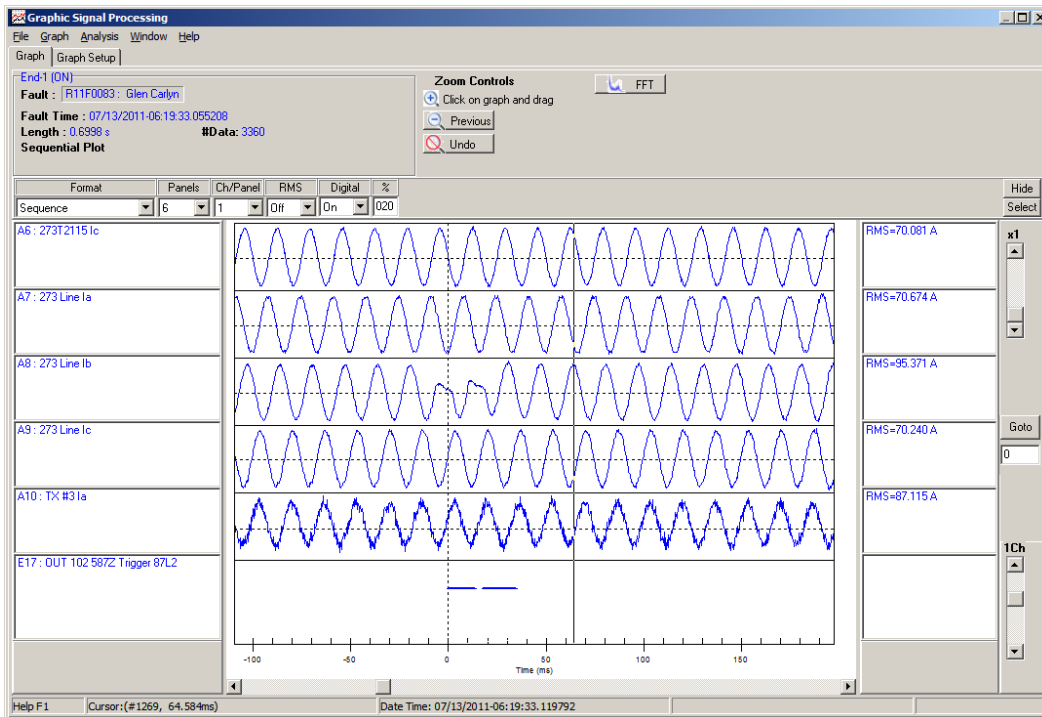 Graphic Signal Processing
File Graph Analysis Window Help
Graph Graph Setup
End-1 (ON)
Fault : R11F0083 : Glen Carlyn
Fault Time : 07/13/2011-06:19:33.055208
Length : 0.6998 s #Data: 3360
Sequential Plot
Zoom Controls
Click on graph and drag
Previous
Undo
FFT
Format Panels Ch/Panel RMS Digital %
Sequence 6 1 Off On 020
Hide
Select
A6 : 273T2115 Ic
RMS=70.081 A
x1
A7 : 273 Line Ia
RMS=70.674 A
A8 : 273 Line Ib
RMS=95.371 A
A9 : 273 Line Ic
RMS=70.240 A
Goto
0
A10 : TX #3 Ia
RMS=87.115 A
E17 : OUT 102 587Z Trigger 87L2
1Ch
-100 -50 0 50 100 150
Time (ms)
Help F1 Cursor:(#1269, 64.584ms) Date Time: 07/13/2011-06:19:33.119792